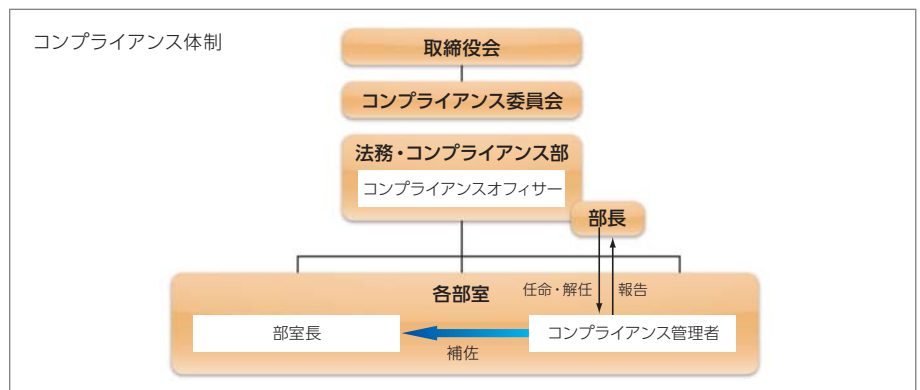 コンプライアンス体制
取締役会
コンプライアンス委員会
法務・コンプライアンス部
コンプライアンスオフィサー
部長
各部室
任命・解任
報告
部室長
コンプライアンス管理者
補佐